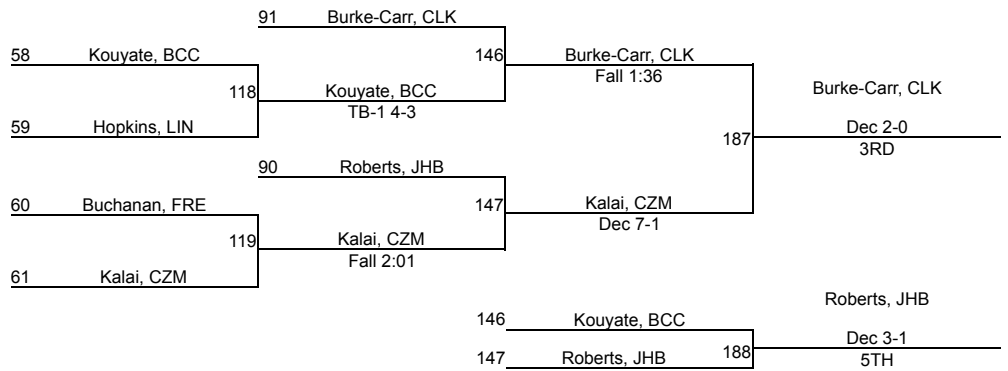 91 Burke-Carr, CLK
58 Kouyate, BCC
146 Burke-Carr, CLK
Fall 1:36
118 Kouyate, BCC
TB-1 4-3
Burke-Carr, CLK
59 Hopkins, LIN
187 Dec 2-0
3RD
90 Roberts, JHB
60 Buchanan, FRE
147 Kalai, CZM
Dec 7-1
119 Kalai, CZM
Fall 2:01
61 Kalai, CZM
Roberts, JHB
146 Kouyate, BCC
Dec 3-1
5TH
147 Roberts, JHB
188